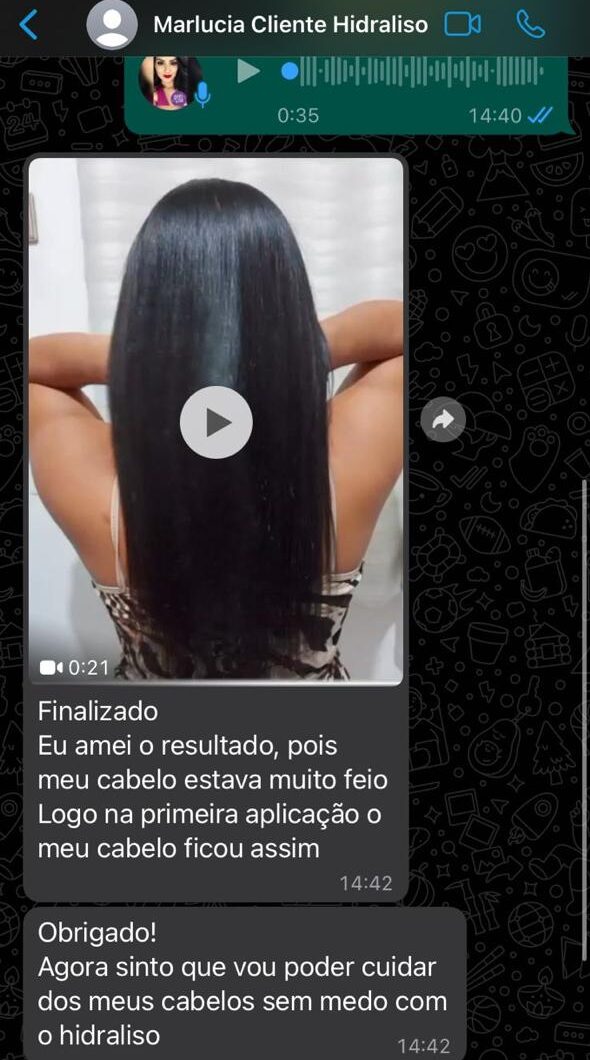 Marlucia Cliente Hidraliso
0:35
14:40
0:21
Finalizado
Eu amei o resultado, pois
meu cabelo estava muito feio
Logo na primeira aplicação o
meu cabelo ficou assim
14:42
Obrigado!
Agora sinto que vou poder cuidar
dos meus cabelos sem medo com
o hidraliso
14:42